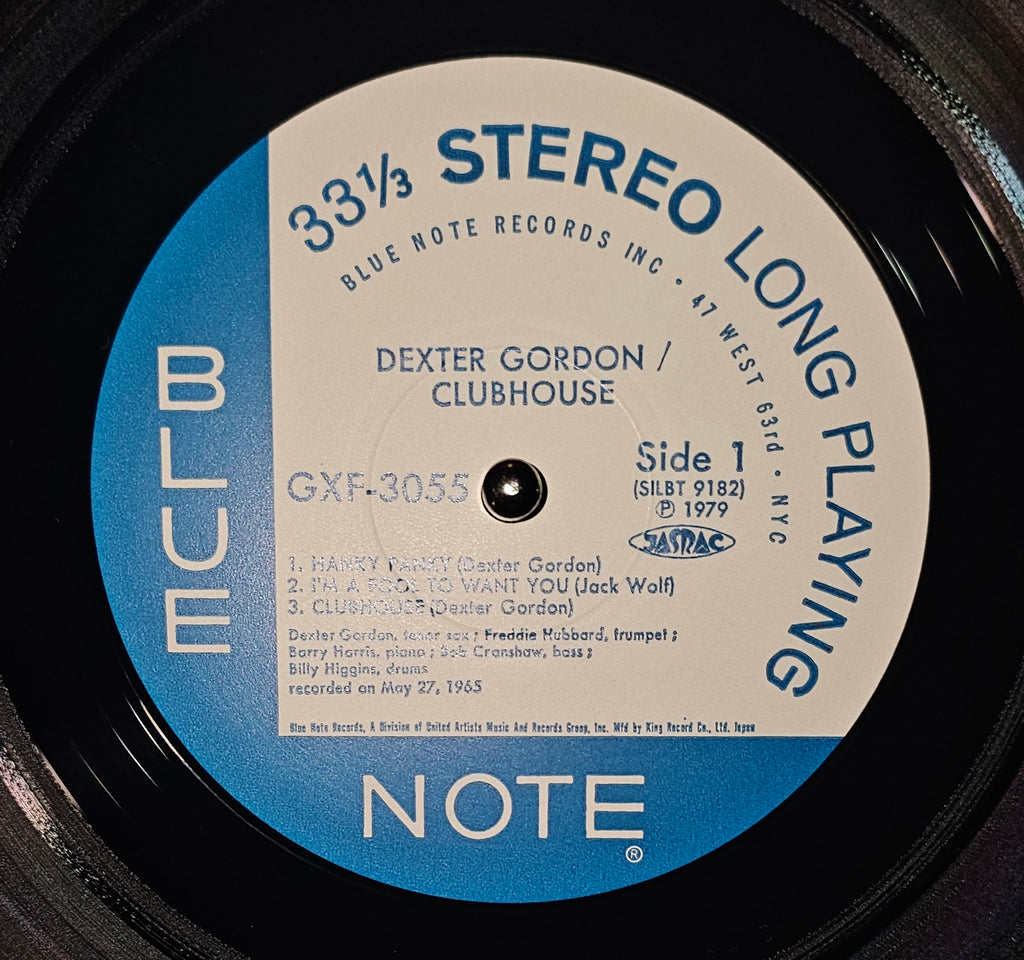 33 1/3 STEREO LONG PLAYING
BLUE NOTE RECORDS INC • 47 WEST 63rd • NYC
DEXTER GORDON /
CLUBHOUSE
GXF-3055
Side 1
(SILBT 9182)
Ⓟ 1979
JASRAC
1. HANKY PANKY (Dexter Gordon)
2. I'M A FOOL TO WANT YOU (Jack Wolf)
3. CLUBHOUSE (Dexter Gordon)
Dexter Gordon, tenor sax ; Freddie Hubbard, trumpet ;
Barry Harris, piano ; Bob Cranshaw, bass ;
Billy Higgins, drums
recorded on May 27, 1965
Blue Note Records, A Division of United Artists Music And Records Group, Inc. Mfd by King Record Co., Ltd. Japan
BLUE
NOTE
®